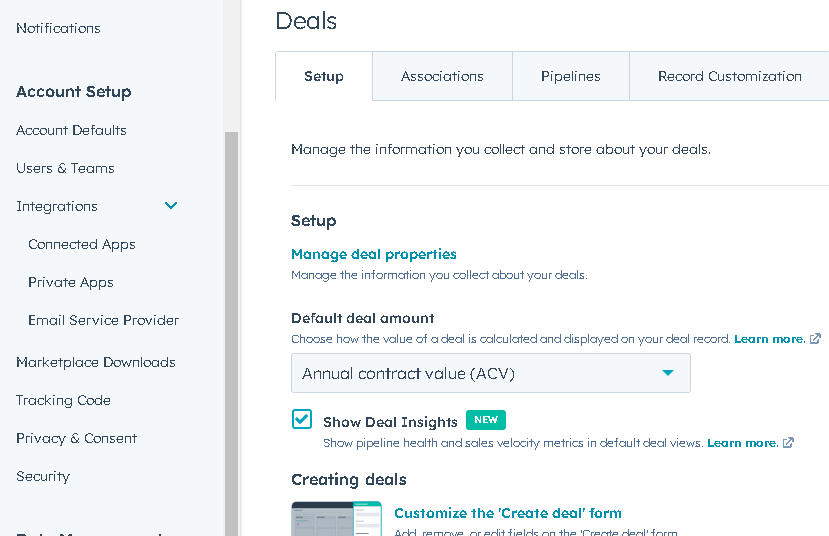 Notifications
Account Setup
Account Defaults
Users & Teams
Integrations
Connected Apps
Private Apps
Email Service Provider
Marketplace Downloads
Tracking Code
Privacy & Consent
Security
Deals
Setup
Associations
Pipelines
Record Customization
Manage the information you collect and store about your deals.
Setup
Manage deal properties
Manage the information you collect about your deals.
Default deal amount
Choose how the value of a deal is calculated and displayed on your deal record. Learn more.
Annual contract value (ACV)
Show Deal Insights NEW
Show pipeline health and sales velocity metrics in default deal views. Learn more.
Creating deals
Customize the 'Create deal' form
Add, remove, or edit fields on the 'Create deal' form